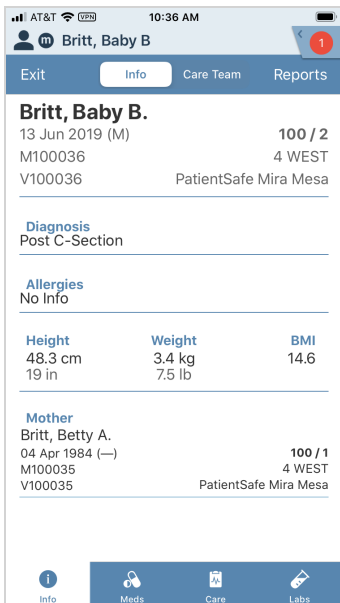 AT&T VPN 10:36 AM
m Britt, Baby B 1
Exit Info Care Team Reports
Britt, Baby B.
13 Jun 2019 (M) 100 / 2
M100036 4 WEST
V100036 PatientSafe Mira Mesa
Diagnosis
Post C-Section
Allergies
No Info
Height Weight BMI
48.3 cm 3.4 kg 14.6
19 in 7.5 lb
Mother
Britt, Betty A.
04 Apr 1984 (—) 100 / 1
M100035 4 WEST
V100035 PatientSafe Mira Mesa
Info Meds Care Labs